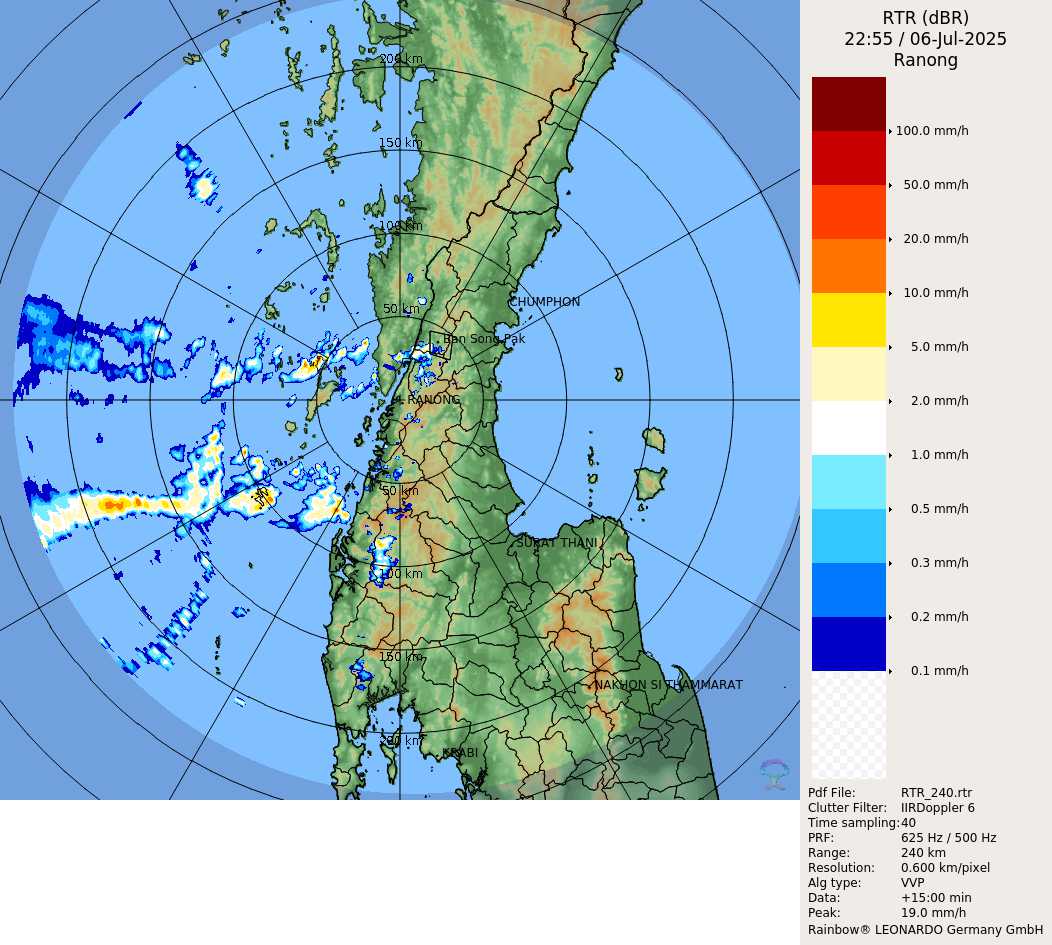 RTR (dBR)
22:55 / 06-Jul-2025
Ranong
100.0 mm/h
50.0 mm/h
20.0 mm/h
10.0 mm/h
5.0 mm/h
2.0 mm/h
1.0 mm/h
0.5 mm/h
0.3 mm/h
0.2 mm/h
0.1 mm/h
200 km
150 km
100 km
50 km
CHUMPHON
Ban Song Pak
RANONG
50 km
SURAT THANI
100 km
150 km
NAKHON SI THAMMARAT
200 km
KRABI
Pdf File: RTR_240.rtr
Clutter Filter: IIRDoppler 6
Time sampling: 40
PRF: 625 Hz / 500 Hz
Range: 240 km
Resolution: 0.600 km/pixel
Alg type: VVP
Data: +15:00 min
Peak: 19.0 mm/h
Rainbow® LEONARDO Germany GmbH